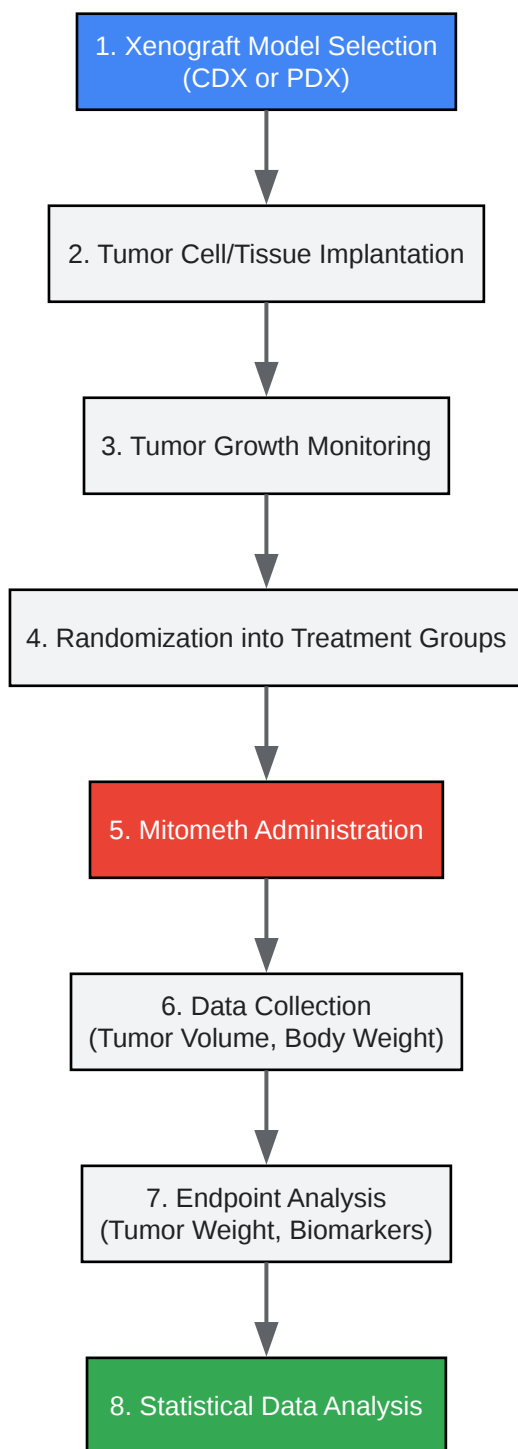 1. Xenograft Model Selection
(CDX or PDX)
2. Tumor Cell/Tissue Implantation
3. Tumor Growth Monitoring
4. Randomization into Treatment Groups
5. Mitometh Administration
6. Data Collection
(Tumor Volume, Body Weight)
7. Endpoint Analysis
(Tumor Weight, Biomarkers)
8. Statistical Data Analysis